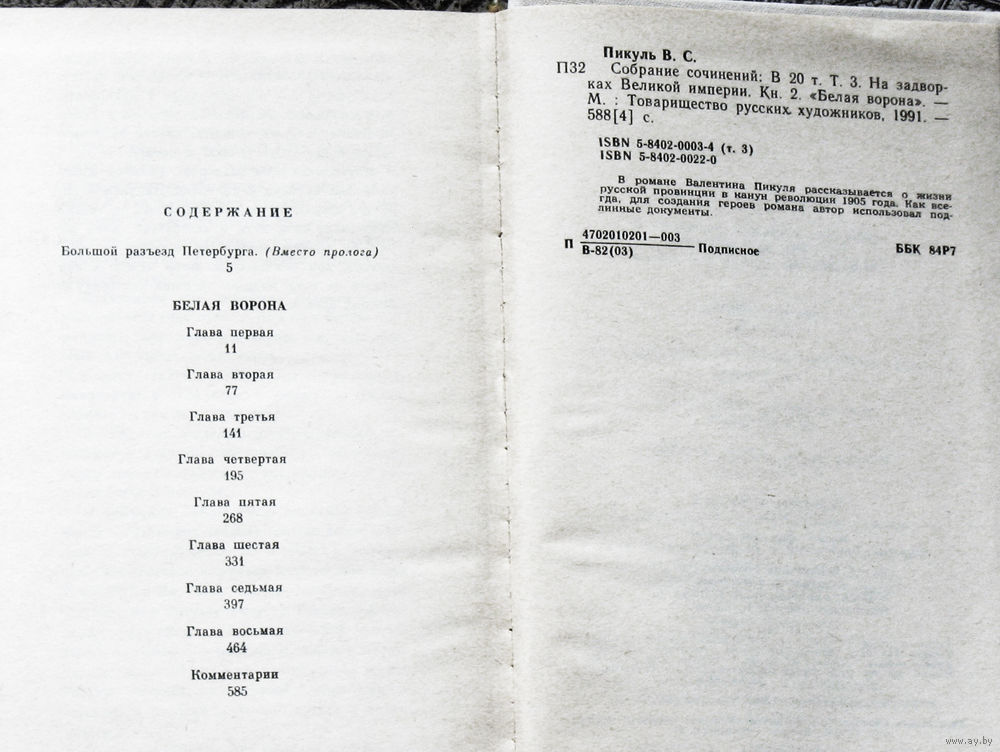 СОДЕРЖАНИЕ
Большой разъезд Петербурга. (Вместо пролога)
5
БЕЛАЯ ВОРОНА
Глава первая
11
Глава вторая
77
Глава третья
141
Глава четвертая
195
Глава пятая
268
Глава шестая
331
Глава седьмая
397
Глава восьмая
464
Комментарии
585
Пикуль В. С.
П32 Собрание сочинений: В 20 т. Т. 3. На задвор-
ках Великой империи. Кн. 2. «Белая ворона». —
М. : Товарищество русских художников, 1991. —
588[4] с.
ISBN 5-8402-0003-4 (т. 3)
ISBN 5-8402-0022-0
В романе Валентина Пикуля рассказывается о жизни
русской провинции в канун революции 1905 года. Как все-
гда, для создания героев романа автор использовал под-
линные документы.
П 4702010201—003
В-82(03) Подписное ББК 84Р7
www.ay.by